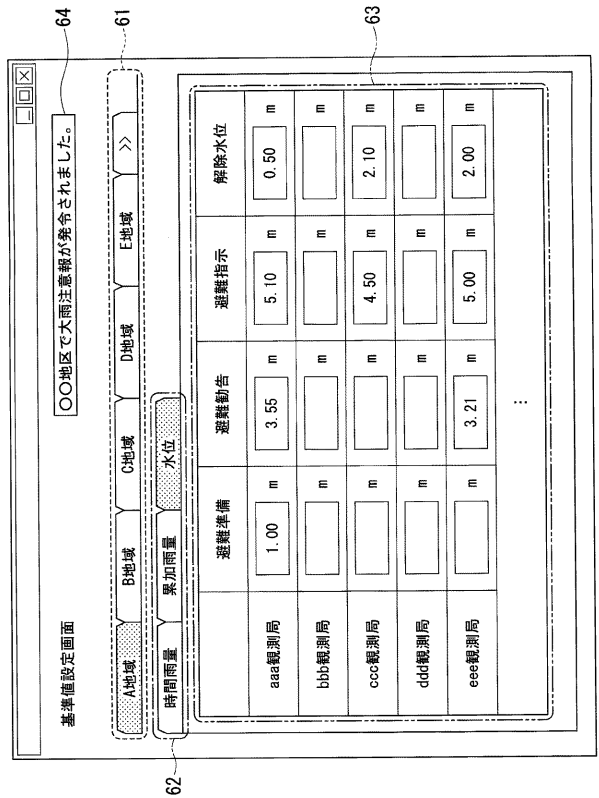 64
〇〇地区で大雨注意報が発令されました。
基準値設定画面
61
A地域 B地域 C地域 D地域 E地域 >>
62
時間雨量 累加雨量 水位
63
避難準備 避難勧告 避難指示 解除水位
aaa観測局 1.00 m 3.55 m 5.10 m 0.50 m
bbb観測局 m m m m
ccc観測局 m m 4.50 m 2.10 m
ddd観測局 m m m m
eee観測局 m 3.21 m 5.00 m 2.00 m
⋮